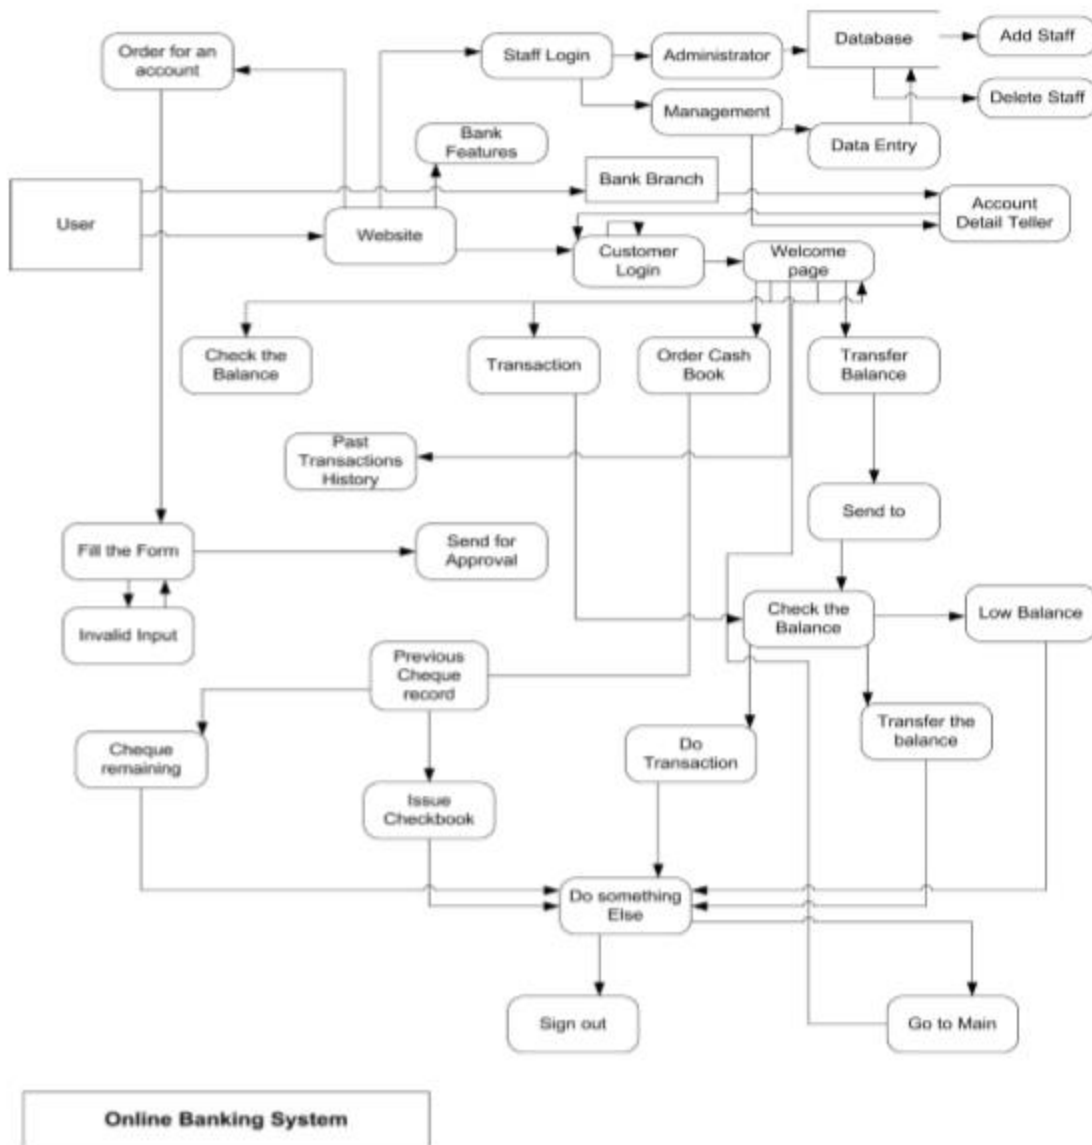 Order for an
account
Staff Login
Administrator
Database
Add Staff
Delete Staff
Management
Data Entry
Bank
Features
Bank Branch
Account
Detail Teller
User
Website
Customer
Login
Welcome
page
Check the
Balance
Transaction
Order Cash
Book
Transfer
Balance
Past
Transactions
History
Send to
Fill the Form
Send for
Approval
Invalid Input
Check the
Balance
Low Balance
Previous
Cheque
record
Cheque
remaining
Do
Transaction
Transfer the
balance
Issue
Checkbook
Do something
Else
Sign out
Go to Main
Online Banking System